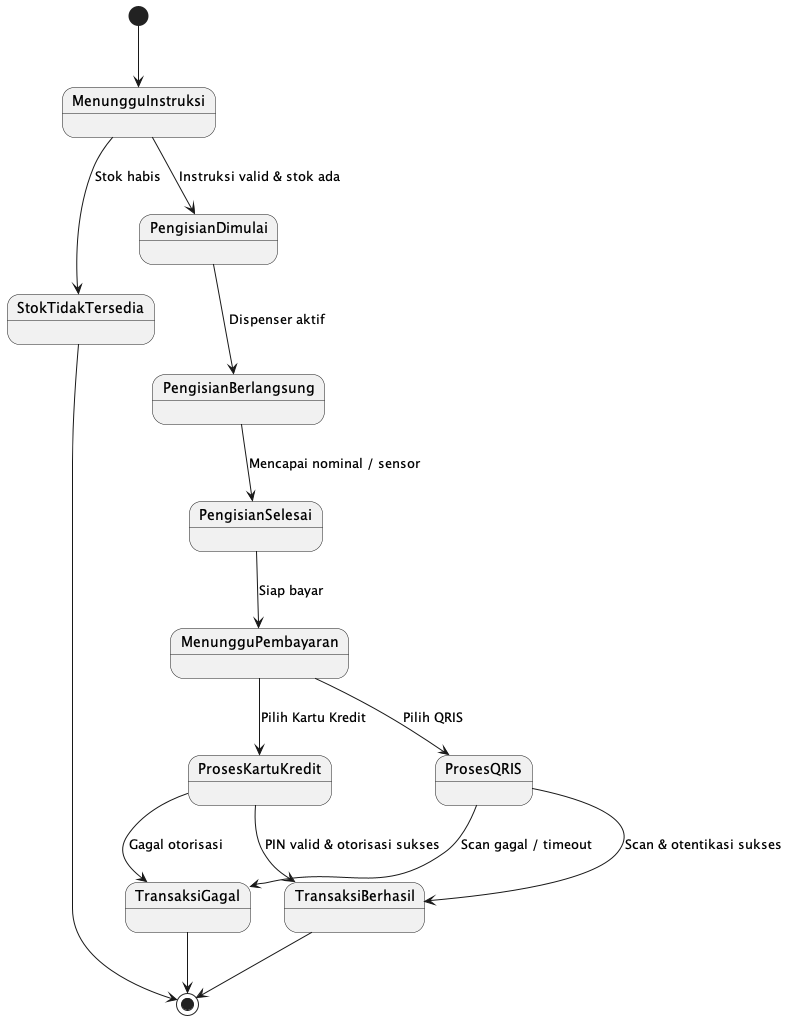 MenungguInstruksi
Stok habis
Instruksi valid & stok ada
PengisianDimulai
StokTidakTersedia
Dispenser aktif
PengisianBerlangsung
Mencapai nominal / sensor
PengisianSelesai
Siap bayar
MenungguPembayaran
Pilih Kartu Kredit
Pilih QRIS
ProsesKartuKredit
ProsesQRIS
Gagal otorisasi
PIN valid & otorisasi sukses
Scan gagal / timeout
Scan & otentikasi sukses
TransaksiGagal
TransaksiBerhasil